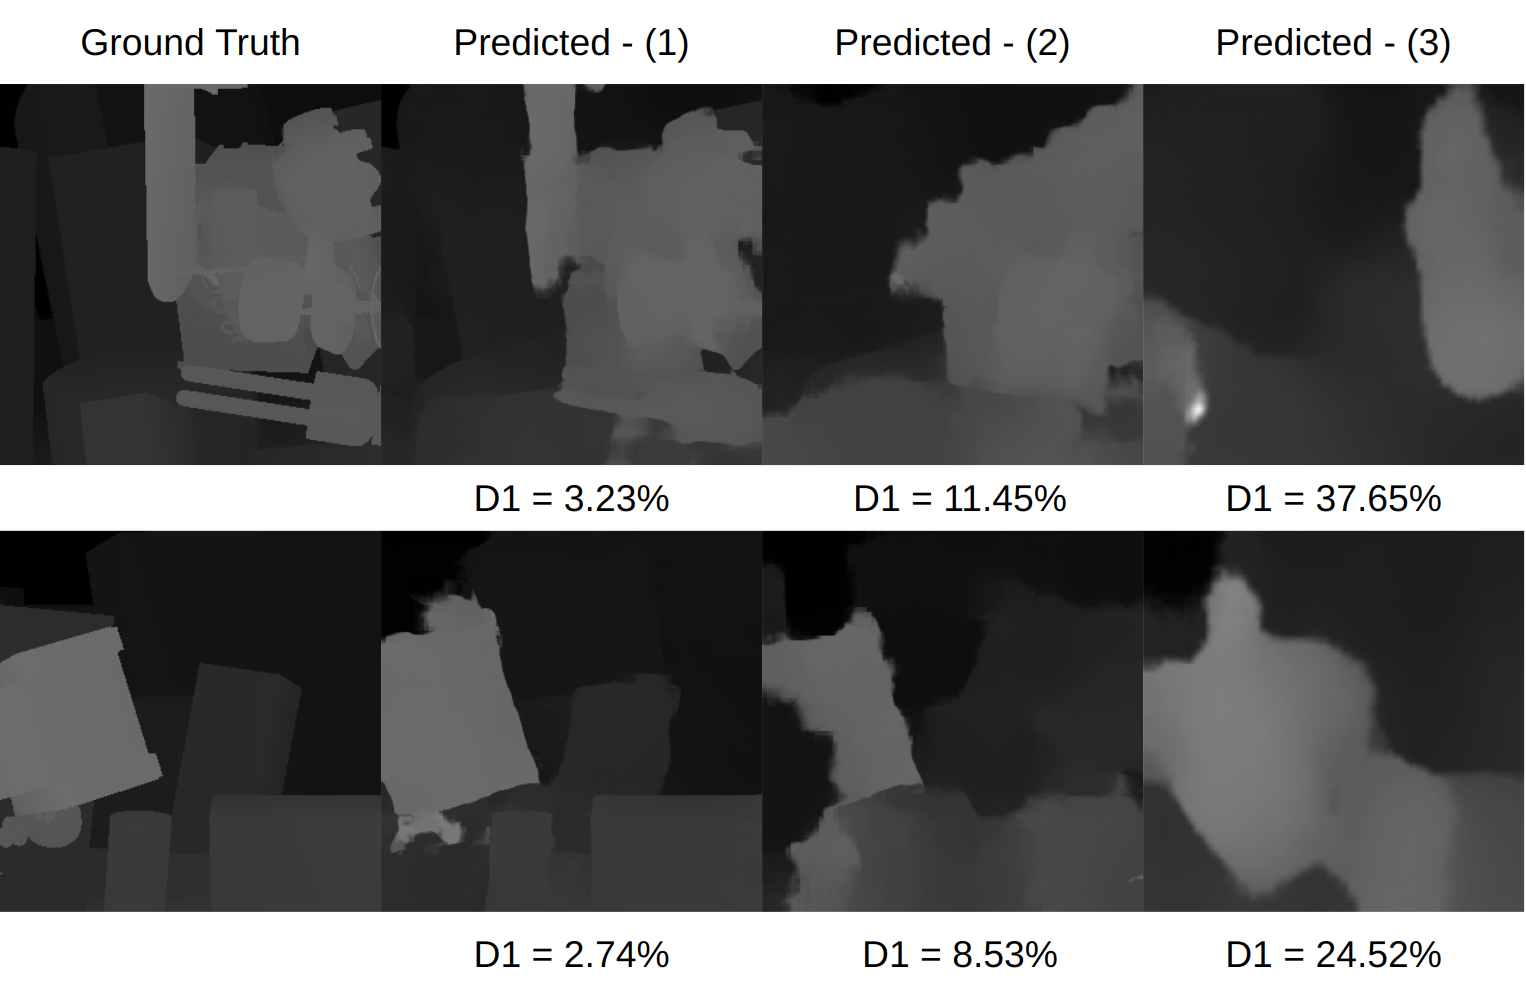 Ground Truth Predicted - (1) Predicted - (2) Predicted - (3)
D1 = 3.23% D1 = 11.45% D1 = 37.65%
D1 = 2.74% D1 = 8.53% D1 = 24.52%